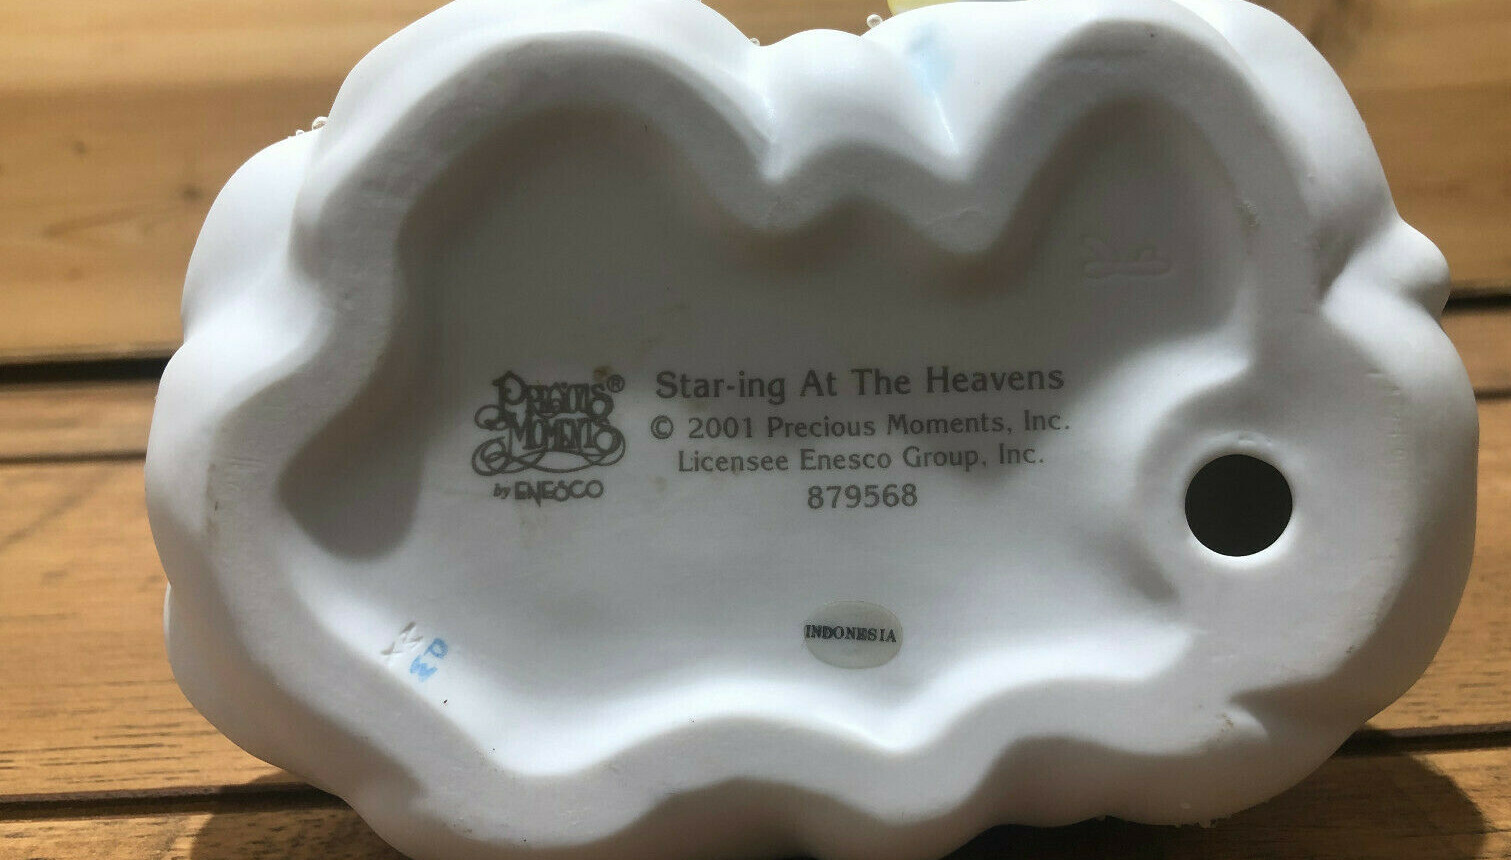 PRECIOUS MOMENTS®
by ENESCO
Star-ing At The Heavens
© 2001 Precious Moments, Inc.
Licensee Enesco Group, Inc.
879568
INDONESIA